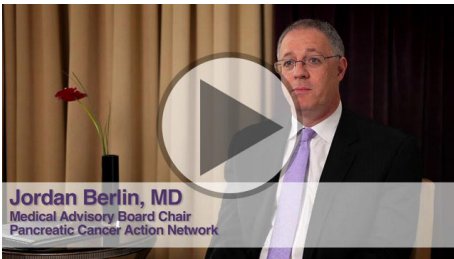 Jordan Berlin, MD
Medical Advisory Board Chair
Pancreatic Cancer Action Network